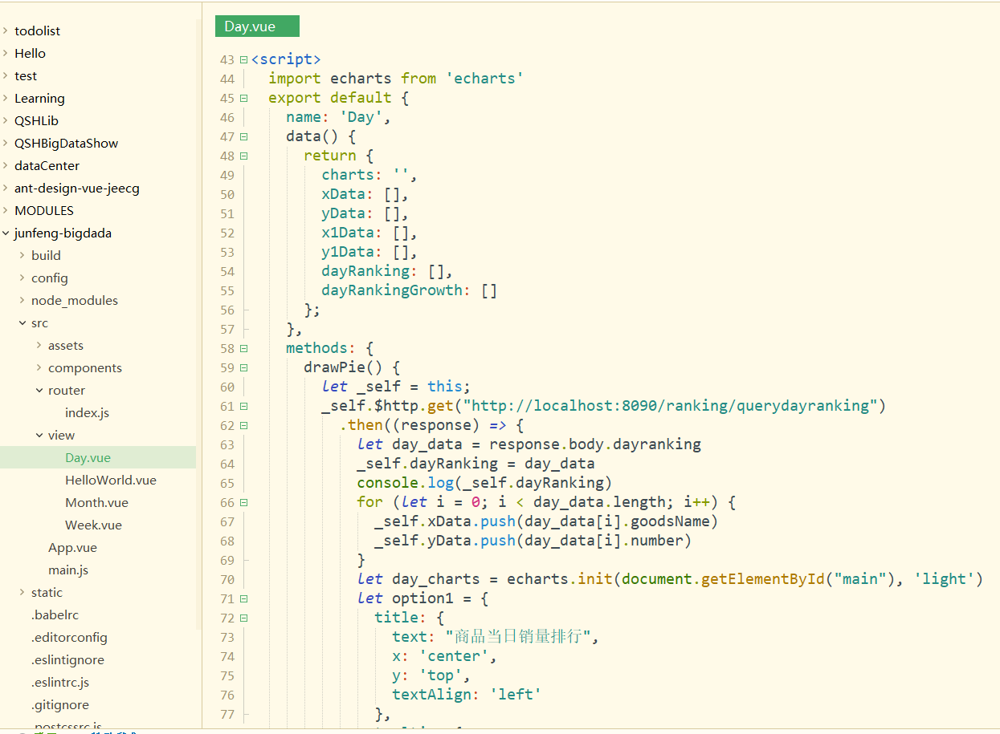 todolist
Hello
test
Learning
QSHLib
QSHBigDataShow
dataCenter
ant-design-vue-jeecg
MODULES
junfeng-bigdada
build
config
node_modules
src
assets
components
router
index.js
view
Day.vue
HelloWorld.vue
Month.vue
Week.vue
App.vue
main.js
static
.babelrc
.editorconfig
.eslintignore
.eslintrc.js
.gitignore
.postcssrc.js
Day.vue
43 <script>
44 import echarts from 'echarts'
45 export default {
46 name: 'Day',
47 data() {
48 return {
49 charts: '',
50 xData: [],
51 yData: [],
52 x1Data: [],
53 y1Data: [],
54 dayRanking: [],
55 dayRankingGrowth: []
56 };
57 },
58 methods: {
59 drawPie() {
60 let _self = this;
61 _self.$http.get("http://localhost:8090/ranking/querydayranking")
62 .then((response) => {
63 let day_data = response.body.dayranking
64 _self.dayRanking = day_data
65 console.log(_self.dayRanking)
66 for (let i = 0; i < day_data.length; i++) {
67 _self.xData.push(day_data[i].goodsName)
68 _self.yData.push(day_data[i].number)
69 }
70 let day_charts = echarts.init(document.getElementById("main"), 'light')
71 let option1 = {
72 title: {
73 text: "商品当日销量排行",
74 x: 'center',
75 y: 'top',
76 textAlign: 'left'
77 },